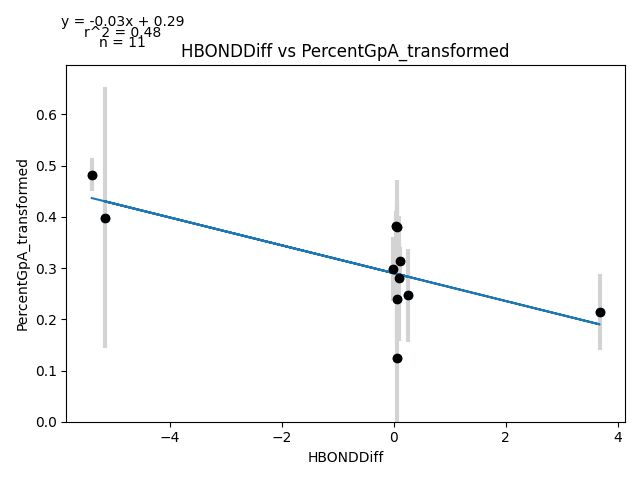 y = -0.03x + 0.29
r^2 = 0.48
n = 11
HBONDDiff vs PercentGpA_transformed
PercentGpA_transformed
0.6
0.5
0.4
0.3
0.2
0.1
0.0
−4
−2
0
2
4
HBONDDiff